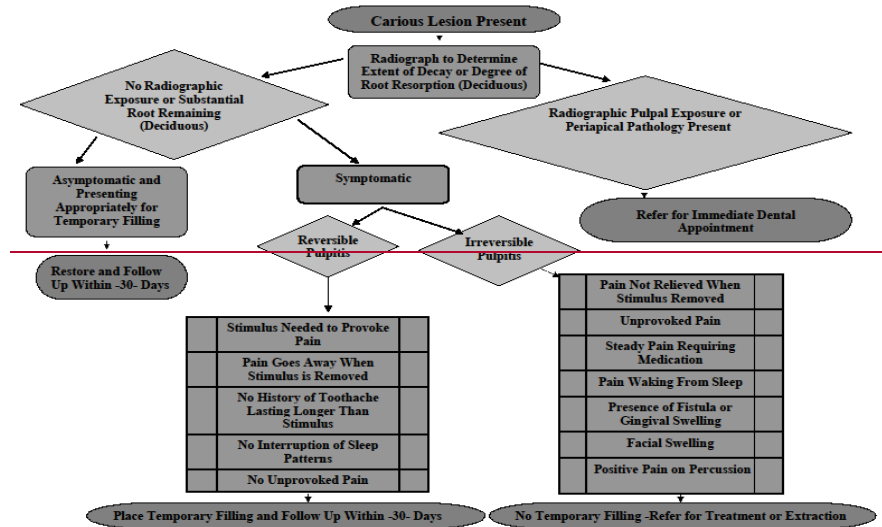 Carious Lesion Present
Radiograph to Determine
Extent of Decay or Degree of
Root Resorption (Deciduous)
No Radiographic
Exposure or Substantial
Root Remaining
(Deciduous)
Radiographic Pulpal Exposure or
Periapical Pathology Present
Asymptomatic and
Presenting
Appropriately for
Temporary Filling
Symptomatic
Refer for Immediate Dental
Appointment
Reversible
Pulpitis
Irreversible
Pulpitis
Restore and Follow
Up Within -30- Days
Stimulus Needed to Provoke
Pain
Pain Goes Away When
Stimulus is Removed
No History of Toothache
Lasting Longer Than
Stimulus
No Interruption of Sleep
Patterns
No Unprovoked Pain
Pain Not Relieved When
Stimulus Removed
Unprovoked Pain
Steady Pain Requiring
Medication
Pain Waking From Sleep
Presence of Fistula or
Gingival Swelling
Facial Swelling
Positive Pain on Percussion
Place Temporary Filling and Follow Up Within -30- Days
No Temporary Filling -Refer for Treatment or Extraction